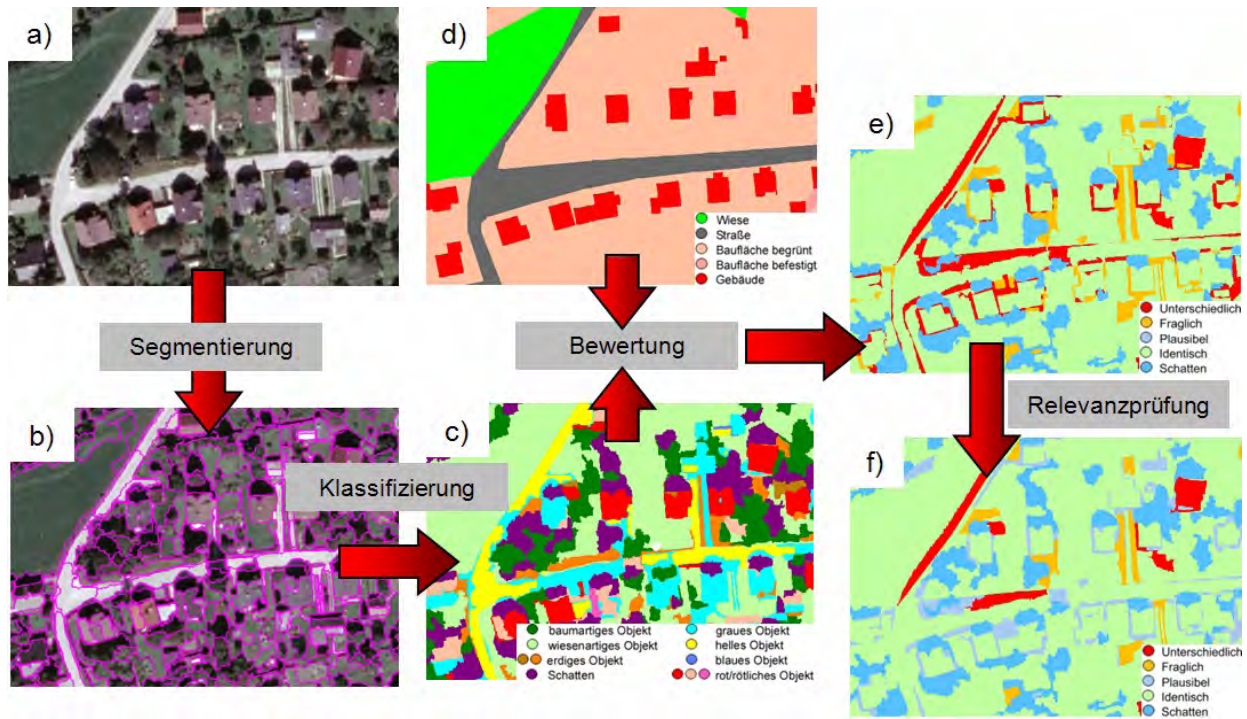 a)
d)
e)
Wiese
Straße
Baufläche begrünt
Baufläche befestigt
Gebäude
Unterschiedlich
Fraglich
Plausibel
Identisch
Schatten
Segmentierung
Bewertung
Relevanzprüfung
b)
c)
f)
Klassifizierung
baumartiges Objekt
wiesenartiges Objekt
erdiges Objekt
Schatten
graues Objekt
helles Objekt
blaues Objekt
rot/rötliches Objekt
Unterschiedlich
Fraglich
Plausibel
Identisch
Schatten